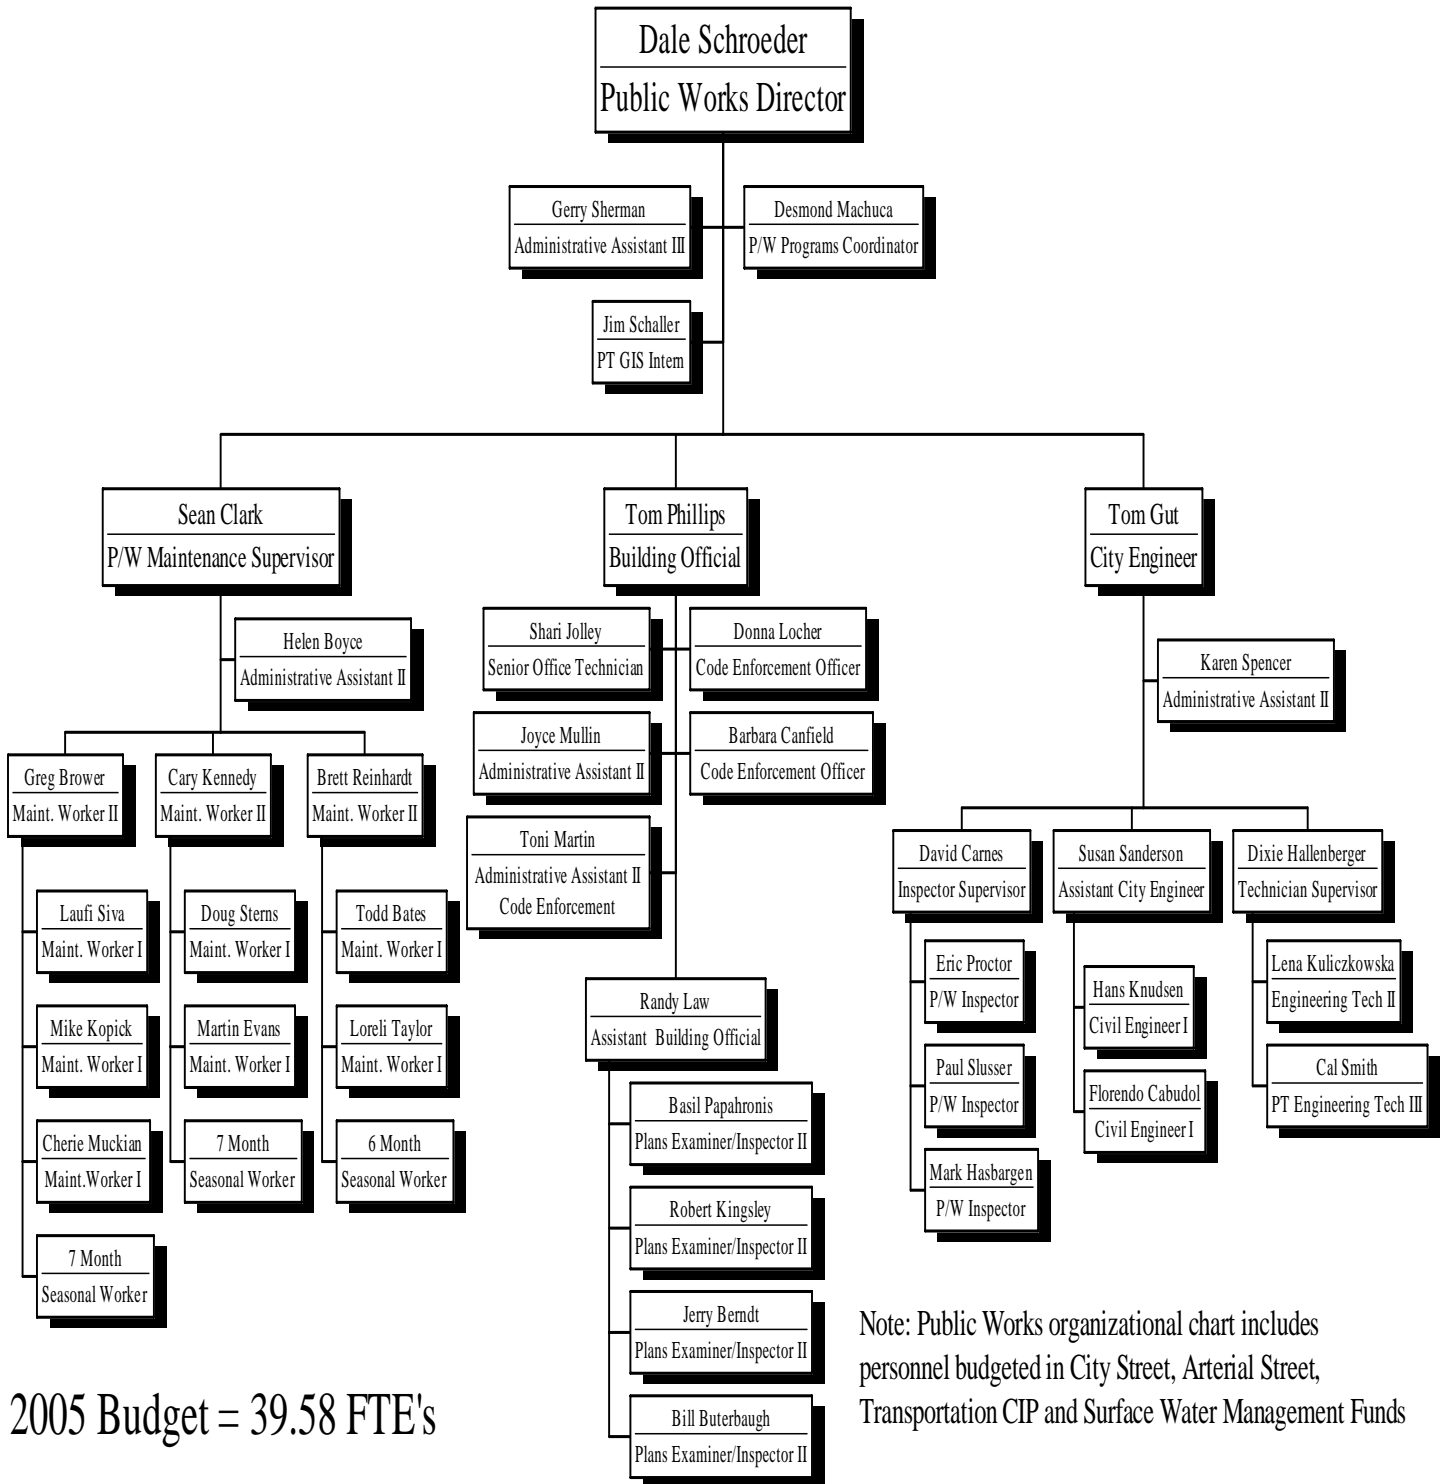 Dale Schroeder
Public Works Director
Gerry Sherman
Administrative Assistant III
Desmond Machuca
P/W Programs Coordinator
Jim Schaller
PT GIS Intern
Sean Clark
P/W Maintenance Supervisor
Helen Boyce
Administrative Assistant II
Greg Brower
Maint. Worker II
Laufi Siva
Maint. Worker I
Mike Kopick
Maint. Worker I
Cherie Muckian
Maint.Worker I
7 Month
Seasonal Worker
Cary Kennedy
Maint. Worker II
Doug Sterns
Maint. Worker I
Martin Evans
Maint. Worker I
7 Month
Seasonal Worker
Brett Reinhardt
Maint. Worker II
Todd Bates
Maint. Worker I
Loreli Taylor
Maint. Worker I
6 Month
Seasonal Worker
Tom Phillips
Building Official
Shari Jolley
Senior Office Technician
Donna Locher
Code Enforcement Officer
Joyce Mullin
Administrative Assistant II
Barbara Canfield
Code Enforcement Officer
Toni Martin
Administrative Assistant II
Code Enforcement
Randy Law
Assistant Building Official
Basil Papahronis
Plans Examiner/Inspector II
Robert Kingsley
Plans Examiner/Inspector II
Jerry Berndt
Plans Examiner/Inspector II
Bill Buterbaugh
Plans Examiner/Inspector II
Tom Gut
City Engineer
Karen Spencer
Administrative Assistant II
David Carnes
Inspector Supervisor
Eric Proctor
P/W Inspector
Paul Slusser
P/W Inspector
Mark Hasbargen
P/W Inspector
Susan Sanderson
Assistant City Engineer
Hans Knudsen
Civil Engineer I
Florendo Cabudol
Civil Engineer I
Dixie Hallenberger
Technician Supervisor
Lena Kuliczkowska
Engineering Tech II
Cal Smith
PT Engineering Tech III
2005 Budget = 39.58 FTE's
Note: Public Works organizational chart includes
personnel budgeted in City Street, Arterial Street,
Transportation CIP and Surface Water Management Funds